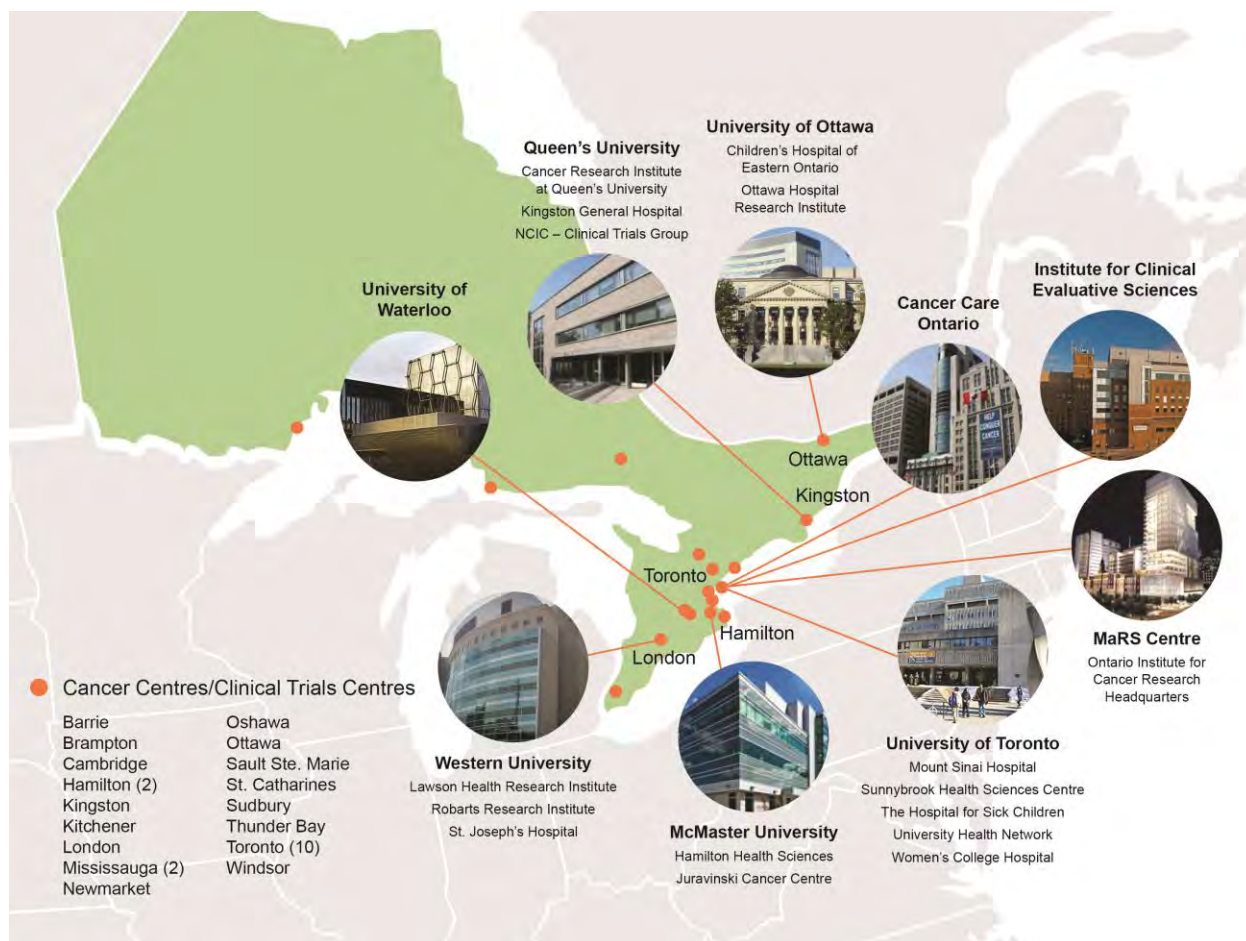 University of Ottawa
Children's Hospital of
Eastern Ontario
Ottawa Hospital
Research Institute
Queen's University
Cancer Research Institute
at Queen's University
Kingston General Hospital
NCIC – Clinical Trials Group
University of
Waterloo
Cancer Care
Ontario
HELP
CONQUER
CANCER
Institute for Clinical
Evaluative Sciences
Ottawa
Kingston
Toronto
Hamilton
London
MaRS Centre
Ontario Institute for
Cancer Research
Headquarters
Western University
Lawson Health Research Institute
Robarts Research Institute
St. Joseph's Hospital
McMaster University
Hamilton Health Sciences
Juravinski Cancer Centre
University of Toronto
Mount Sinai Hospital
Sunnybrook Health Sciences Centre
The Hospital for Sick Children
University Health Network
Women's College Hospital
Cancer Centres/Clinical Trials Centres
Barrie
Brampton
Cambridge
Hamilton (2)
Kingston
Kitchener
London
Mississauga (2)
Newmarket
Oshawa
Ottawa
Sault Ste. Marie
St. Catharines
Sudbury
Thunder Bay
Toronto (10)
Windsor